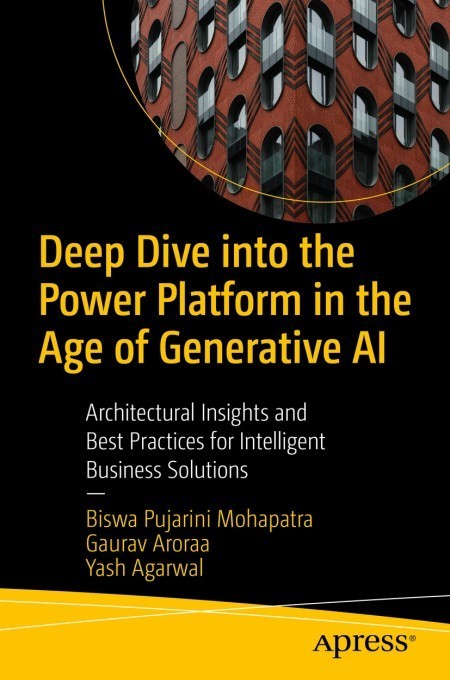 Deep Dive into the
Power Platform in the
Age of Generative AI
Architectural Insights and
Best Practices for Intelligent
Business Solutions
—
Biswa Pujarini Mohapatra
Gaurav Aroraa
Yash Agarwal
Apress®